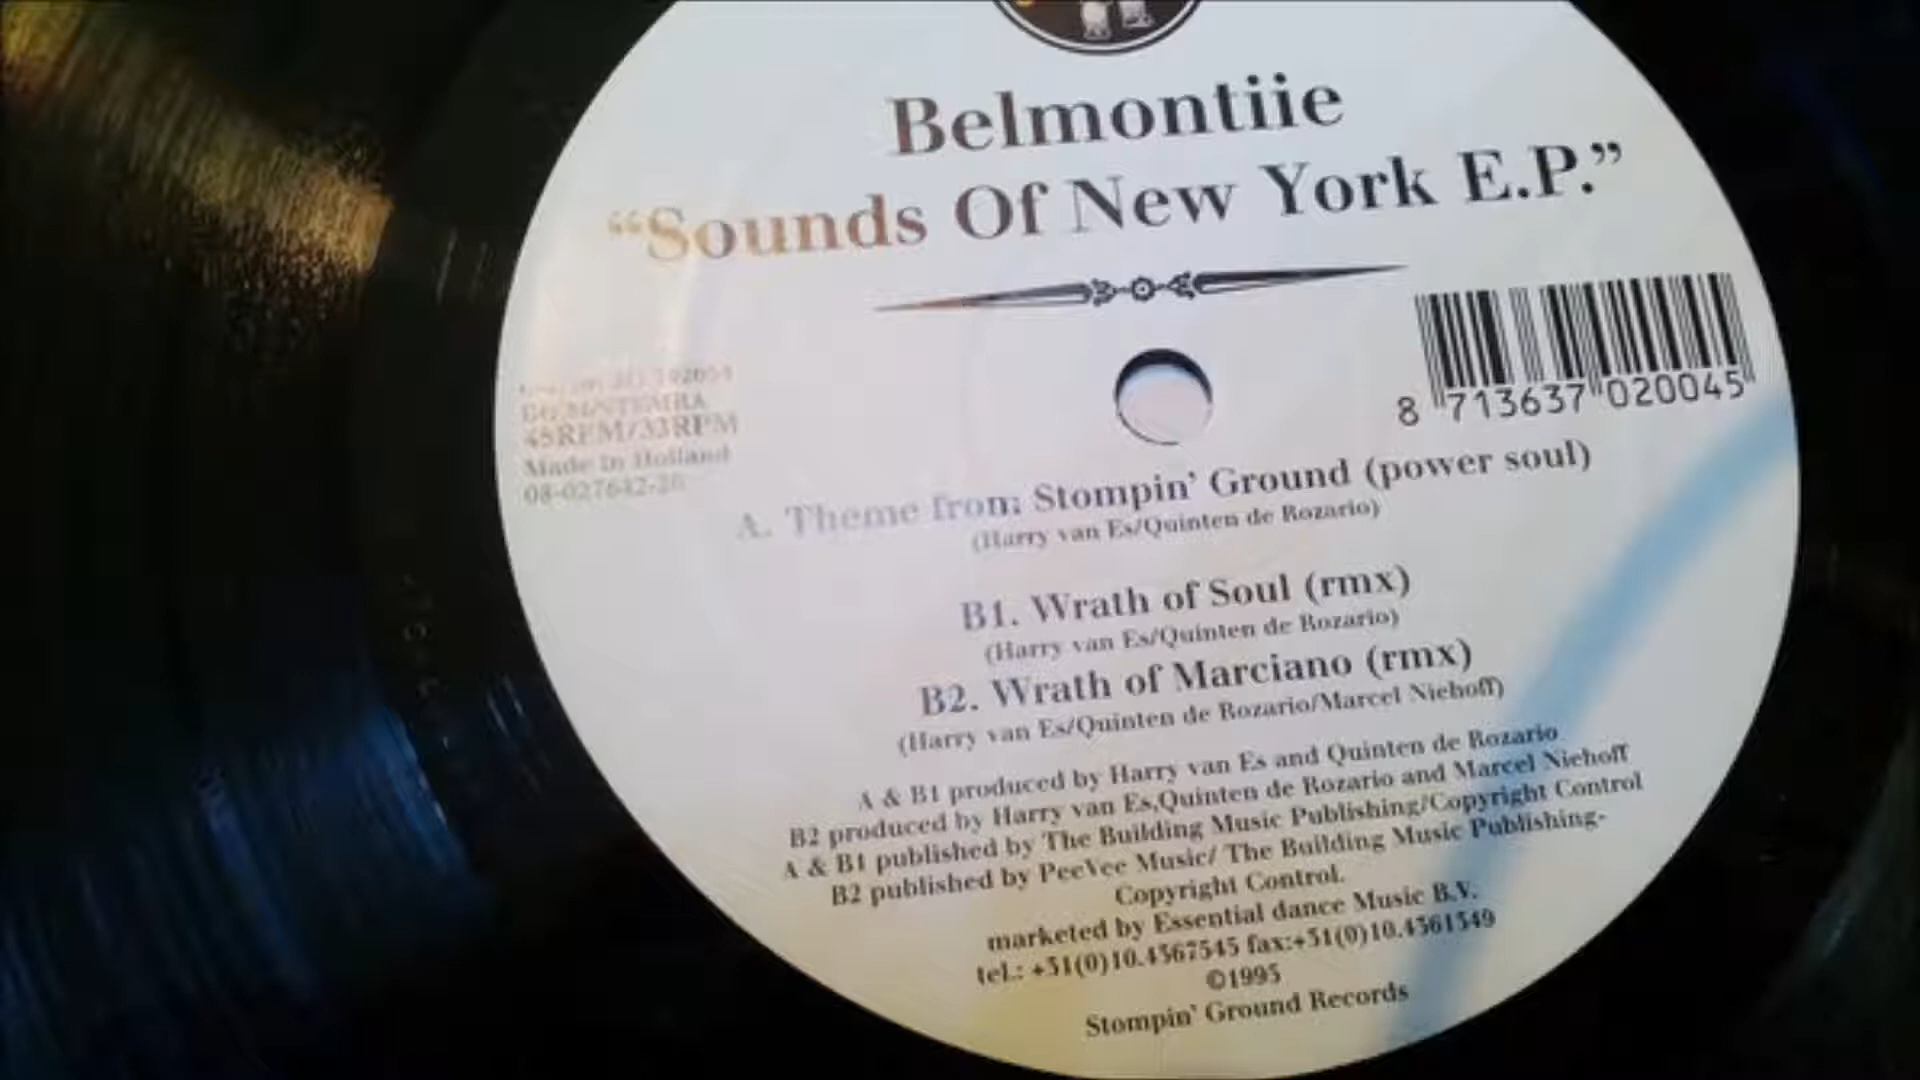 Belmontiie
“Sounds Of New York E.P.”
8 713637 020045
BIEM/STEMRA
45RPM/33RPM
Made In Holland
A. Theme from: Stompin' Ground (power soul)
(Harry van Es/Quinten de Rozario)
B1. Wrath of Soul (rmx)
(Harry van Es/Quinten de Rozario)
B2. Wrath of Marciano (rmx)
(Harry van Es/Quinten de Rozario/Marcel Niehoff)
A & B1 produced by Harry van Es and Quinten de Rozario
B2 produced by Harry van Es,Quinten de Rozario and Marcel Niehoff
A & B1 published by The Building Music Publishing/Copyright Control
B2 published by PeeVee Music/ The Building Music Publishing-
Copyright Control.
marketed by Essential dance Music B.V.
tel.: +31(0)10.4567545 fax:+31(0)10.4561349
©1995
Stompin' Ground Records